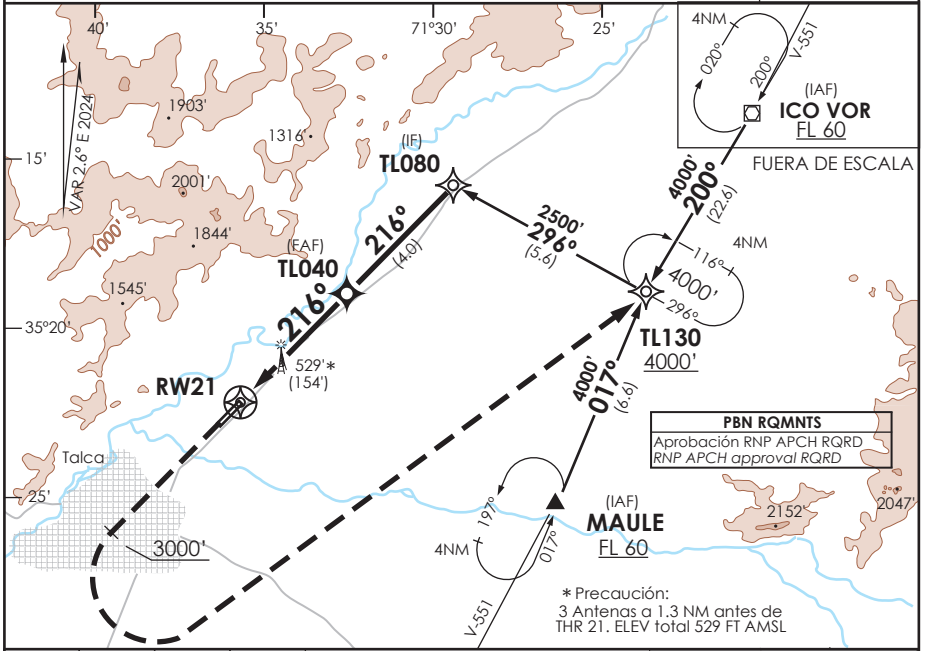 40'
35'
71°30'
25'
4NM
020°
200°
V-551
(IAF)
ICO VOR
FL 60
FUERA DE ESCALA
VAR 2.6° E 2024
1903'
1316'
15'
2001'
1844'
1000'
1545'
(IF)
TL080
216°
(4.0)
(FAF)
TL040
216°
2500'
296°
(5.6)
4000'
200°
(22.6)
4NM
116°
4000'
296°
TL130
4000'
35°20'
529'*
(154')
RW21
4000'
017°
(6.6)
PBN RQMNTS
Aprobación RNP APCH RQRD
RNP APCH approval RQRD
Talca
25'
3000'
197°
4NM
017°
V-551
(IAF)
MAULE
FL 60
2152'
2047'
* Precaución:
3 Antenas a 1.3 NM antes de
THR 21. ELEV total 529 FT AMSL